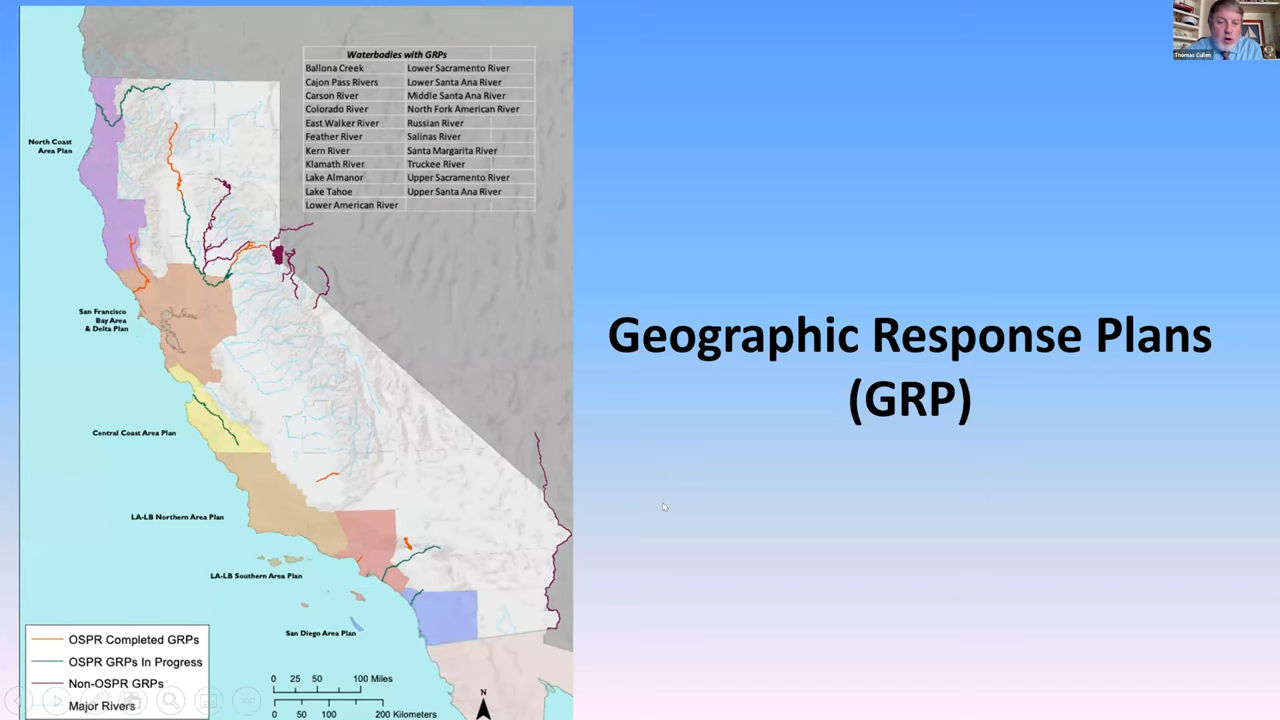 Waterbodies with GRPs
Ballona Creek Lower Sacramento River
Cajon Pass Rivers Lower Santa Ana River
Carson River Middle Santa Ana River
Colorado River North Fork American River
East Walker River Russian River
Feather River Salinas River
Kern River Santa Margarita River
Klamath River Truckee River
Lake Almanor Upper Sacramento River
Lake Tahoe Upper Santa Ana River
Lower American River
Thomas Cullen
North Coast
Area Plan
San Francisco
Bay Area
& Delta Plan
Central Coast Area Plan
LA-LB Northern Area Plan
LA-LB Southern Area Plan
San Diego Area Plan
Geographic Response Plans
(GRP)
OSPR Completed GRPs
OSPR GRPs In Progress
Non-OSPR GRPs
Major Rivers
0 25 50 100 Miles
0 50 100 200 Kilometers
N